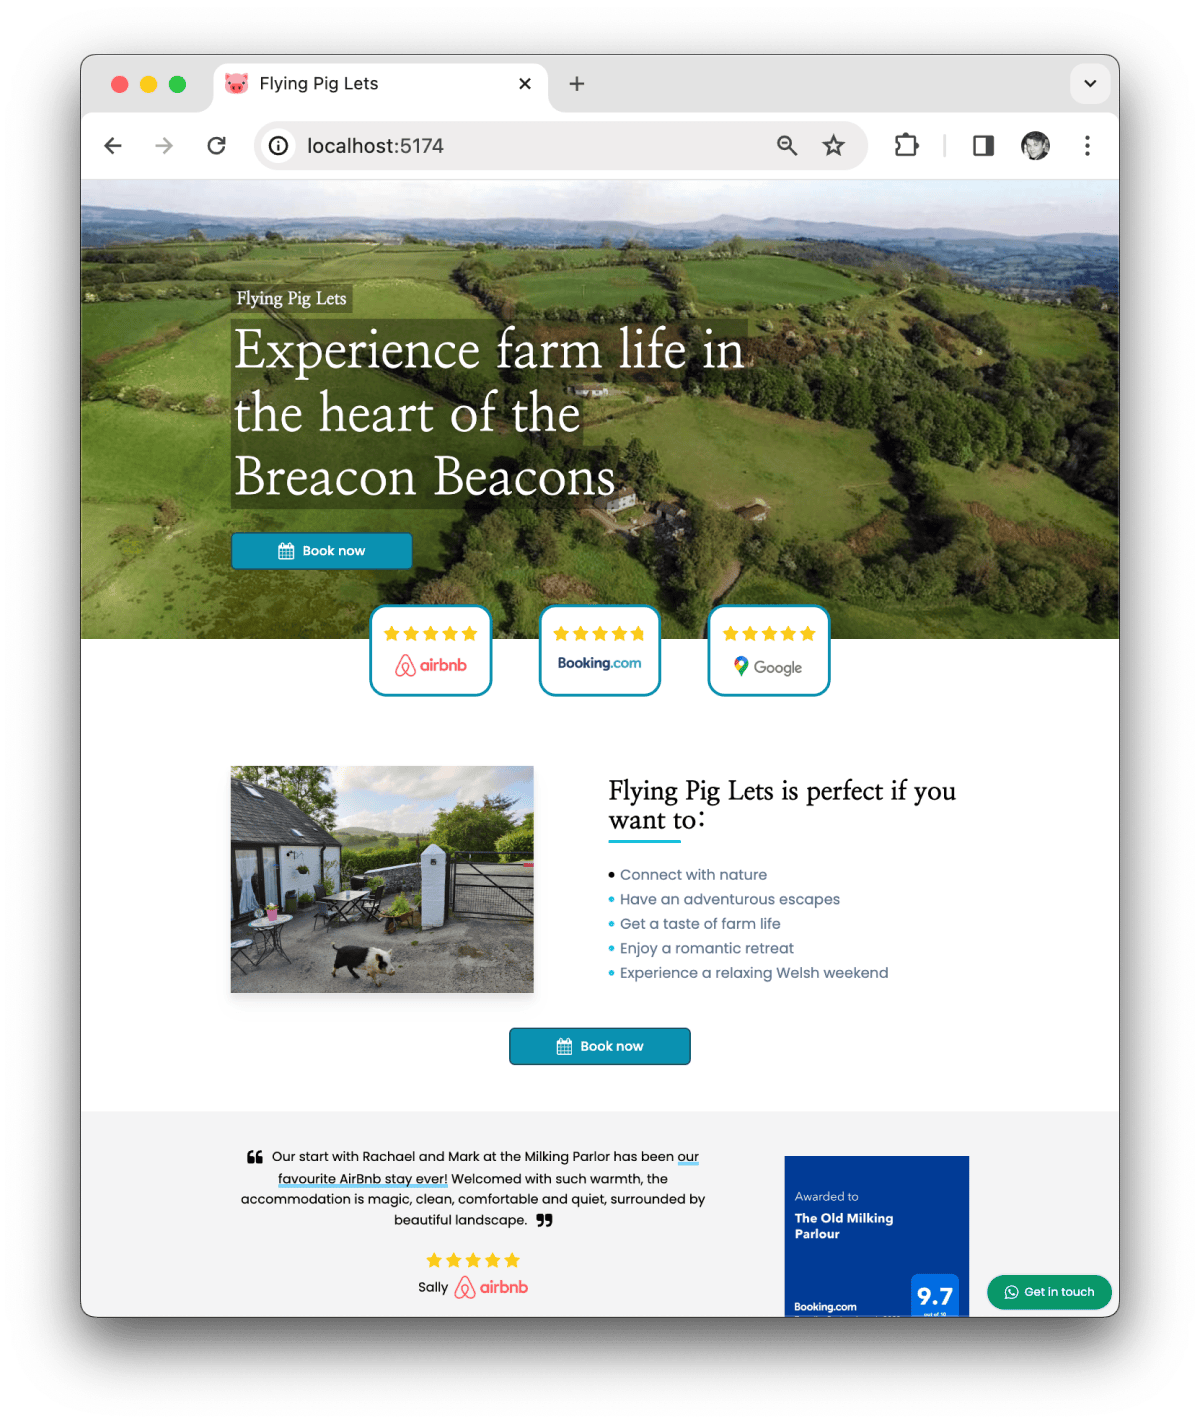 Flying Pig Lets
localhost:5174
Flying Pig Lets
Experience farm life in
the heart of the
Breacon Beacons
Book now
airbnb
Booking.com
Google
Flying Pig Lets is perfect if you
want to:
Connect with nature
Have an adventurous escapes
Get a taste of farm life
Enjoy a romantic retreat
Experience a relaxing Welsh weekend
Book now
❝ Our start with Rachael and Mark at the Milking Parlor has been our
favourite AirBnb stay ever! Welcomed with such warmth, the
accommodation is magic, clean, comfortable and quiet, surrounded by
beautiful landscape. ❞
Sally airbnb
Awarded to
The Old Milking
Parlour
Booking.com
9.7
out of 10
Get in touch